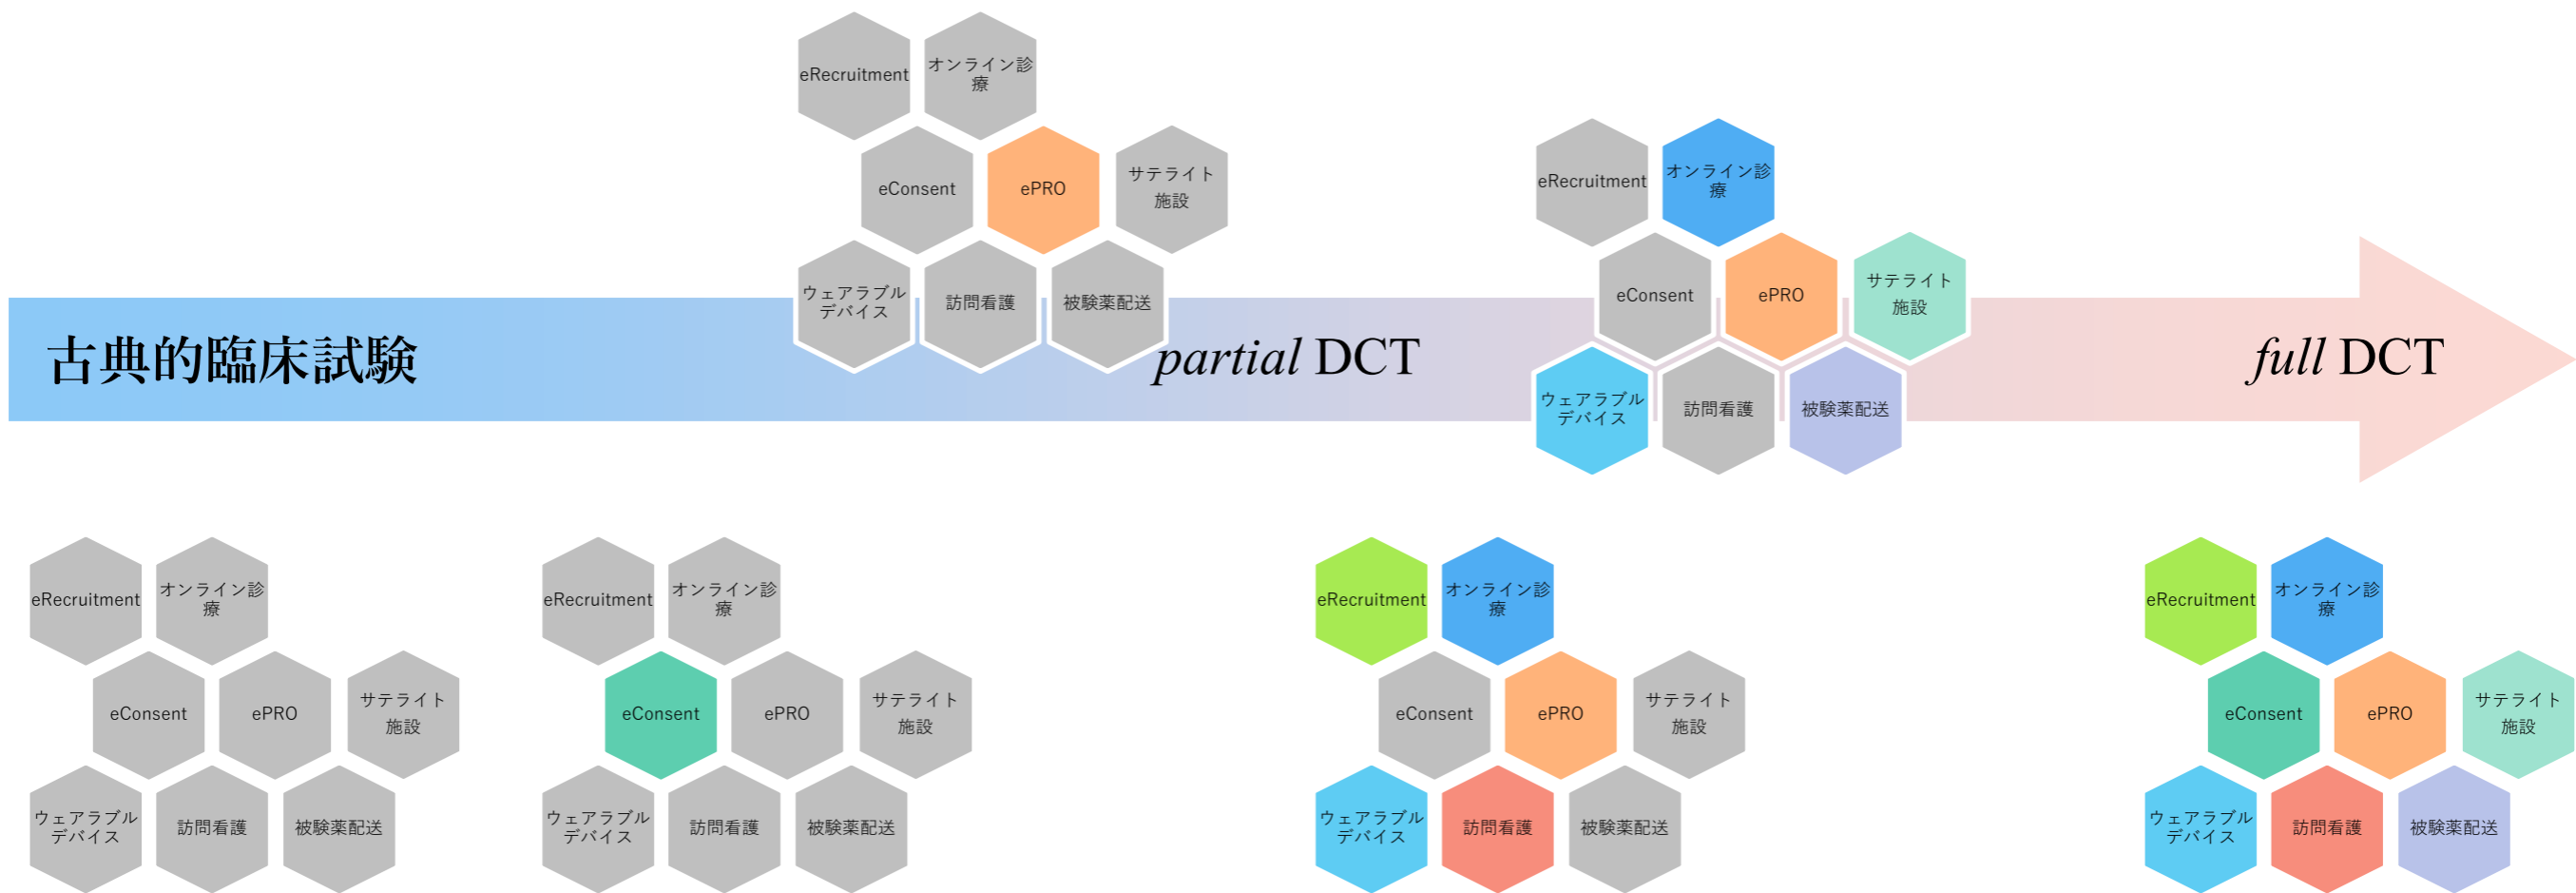 eRecruitment
オンライン診
療
eConsent
ePRO
サテライト
施設
ウェアラブル
デバイス
訪問看護
被験薬配送
eRecruitment
オンライン診
療
eConsent
ePRO
サテライト
施設
ウェアラブル
デバイス
訪問看護
被験薬配送
古典的臨床試験
partial DCT
full DCT
eRecruitment
オンライン診
療
eConsent
ePRO
サテライト
施設
ウェアラブル
デバイス
訪問看護
被験薬配送
eRecruitment
オンライン診
療
eConsent
ePRO
サテライト
施設
ウェアラブル
デバイス
訪問看護
被験薬配送
eRecruitment
オンライン診
療
eConsent
ePRO
サテライト
施設
ウェアラブル
デバイス
訪問看護
被験薬配送
eRecruitment
オンライン診
療
eConsent
ePRO
サテライト
施設
ウェアラブル
デバイス
訪問看護
被験薬配送